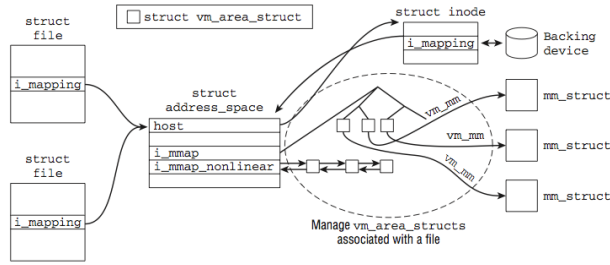 struct
file
i_mapping
struct
file
i_mapping
struct vm_area_struct
struct
address_space
host
i_mmap
i_mmap_nonlinear
struct inode
i_mapping
Backing
device
vm_mm
mm_struct
vm_mm
mm_struct
vm_mm
mm_struct
Manage vm_area_structs
associated with a file